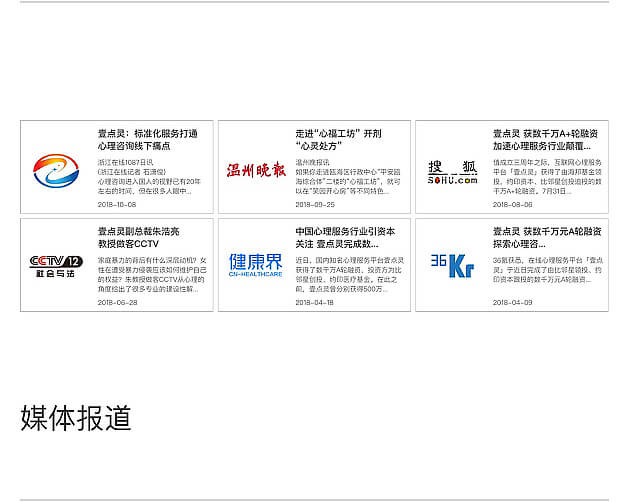 壹点灵：标准化服务打通
心理咨询线下痛点
浙江在线1087日讯
(浙江在线记者 石潇俊)
心理咨询进入国人的视野已有20年
左右的时间，但在很多人眼中...
2018-10-08
温州晚报
走进“心福工坊” 开剂
“心灵处方”
温州晚报讯
如果你走进瓯海区行政中心“平安瓯
海综合体”二楼的“心福工坊”，就可
以在“笑园开心房”等不同特色...
2018-09-25
搜 狐
SOHU.com
壹点灵 获数千万A+轮融资
加速心理服务行业颠覆...
值成立三周年之际，互联网心理服务
平台「壹点灵」获得了由海邦基金领
投，约印资本、比邻星创投追投的数
千万A+轮融资。7月31日...
2018-08-06
CCTV 12
社会与法
壹点灵副总裁朱浩亮
教授做客CCTV
家庭暴力的背后有什么深层动机？女
性在遭受暴力侵袭后该如何维护自己
的权益？朱教授做客CCTV从心理的
角度给出了很多专业的建设性解...
2018-06-28
健康界
CN-HEALTHCARE
中国心理服务行业引资本
关注 壹点灵完成数...
近日，国内知名心理服务平台壹点灵
获得了数千万A轮融资，投资方为比
邻星创投、约印医疗基金。在此之
前，壹点灵曾分别获得500万...
2018-04-18
36Kr
壹点灵 获数千万元A轮融资
探索心理咨...
36氪获悉，在线心理服务平台「壹点
灵」于近日完成了由比邻星领投、约
印资本跟投的数千万元A轮融资...
2018-04-09
媒体报道